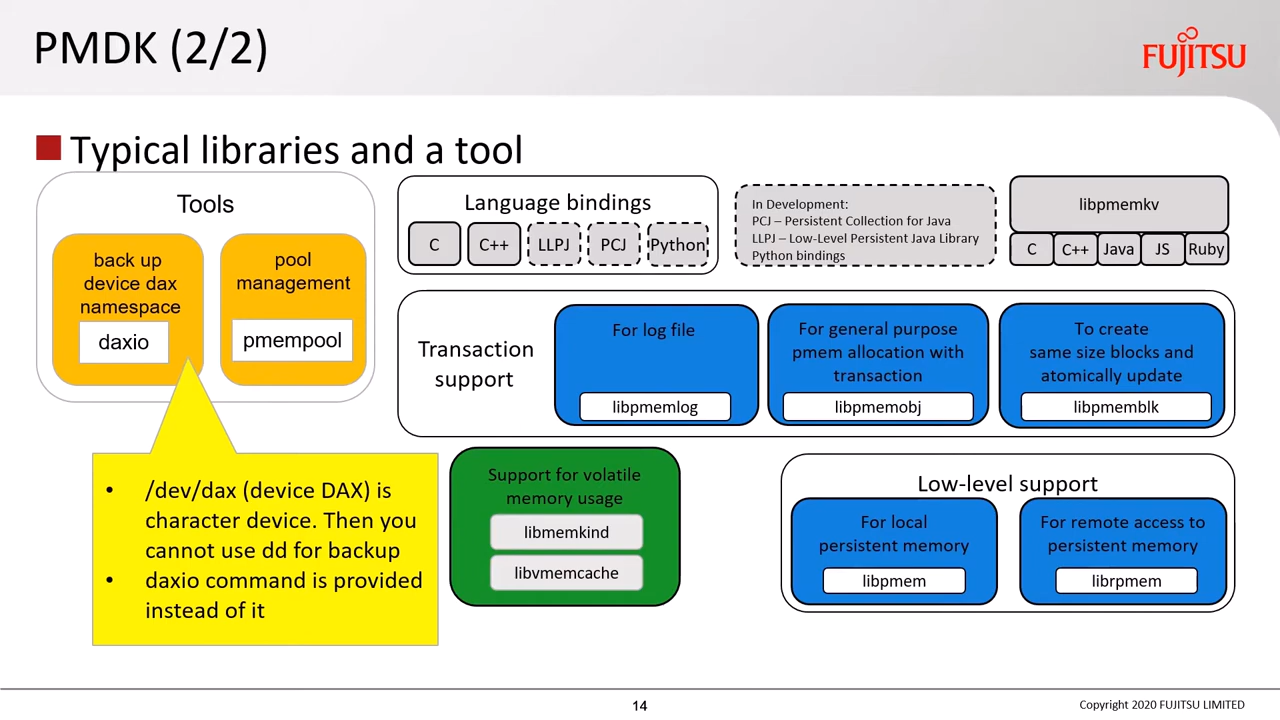 PMDK (2/2)
FUJITSU
Typical libraries and a tool
Tools
back up
device dax
namespace
daxio
pool
management
pmempool
• /dev/dax (device DAX) is
character device. Then you
cannot use dd for backup
• daxio command is provided
instead of it
Language bindings
C
C++
LLPJ
PCJ
Python
In Development:
PCJ – Persistent Collection for Java
LLPJ – Low-Level Persistent Java Library
Python bindings
libpmemkv
C
C++
Java
JS
Ruby
Transaction
support
For log file
libpmemlog
For general purpose
pmem allocation with
transaction
libpmemobj
To create
same size blocks and
atomically update
libpmemblk
Support for volatile
memory usage
libmemkind
libvmemcache
Low-level support
For local
persistent memory
libpmem
For remote access to
persistent memory
librpmem
14
Copyright 2020 FUJITSU LIMITED